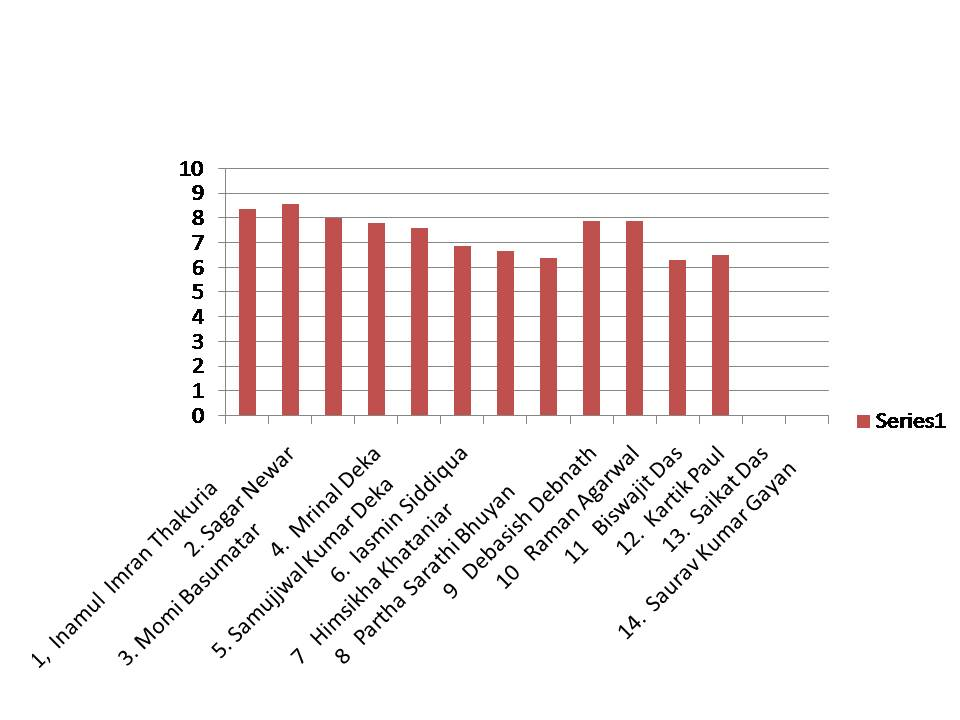 10
9
8
7
6
5
4
3
2
1
0
Series1
1, Inamul Imran Thakuria
2. Sagar Newar
3. Momi Basumatar
4. Mrinal Deka
5. Samujjwal Kumar Deka
6. Iasmin Siddiqua
7 Himsikha Khataniar
8 Partha Sarathi Bhuyan
9 Debasish Debnath
10 Raman Agarwal
11 Biswajit Das
12. Kartik Paul
13. Saikat Das
14. Saurav Kumar Gayan